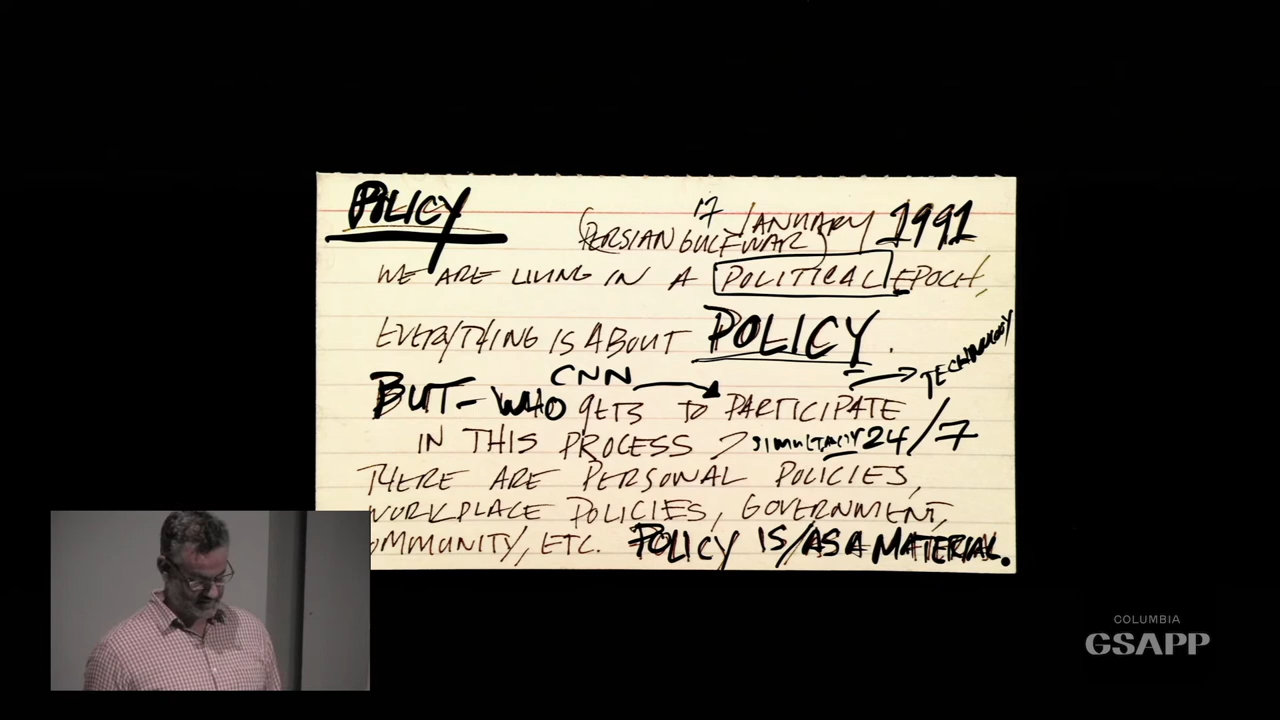 POLICY
17 JANUARY 1991
(PERSIAN GULF WAR)
WE ARE LIVING IN A POLITICAL EPOCH,
EVERYTHING IS ABOUT POLICY.
CNN → TECHNOLOGY
BUT - WHO GETS TO PARTICIPATE
IN THIS PROCESS ? 24/7
THERE ARE PERSONAL POLICIES,
WORKPLACE POLICIES, GOVERNMENT,
OMMUNITY, ETC. POLICY IS/AS A MATERIAL.
COLUMBIA
GSAPP